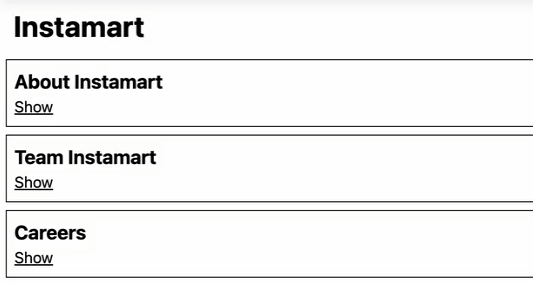 Instamart
About Instamart
Show
Team Instamart
Show
Careers
Show